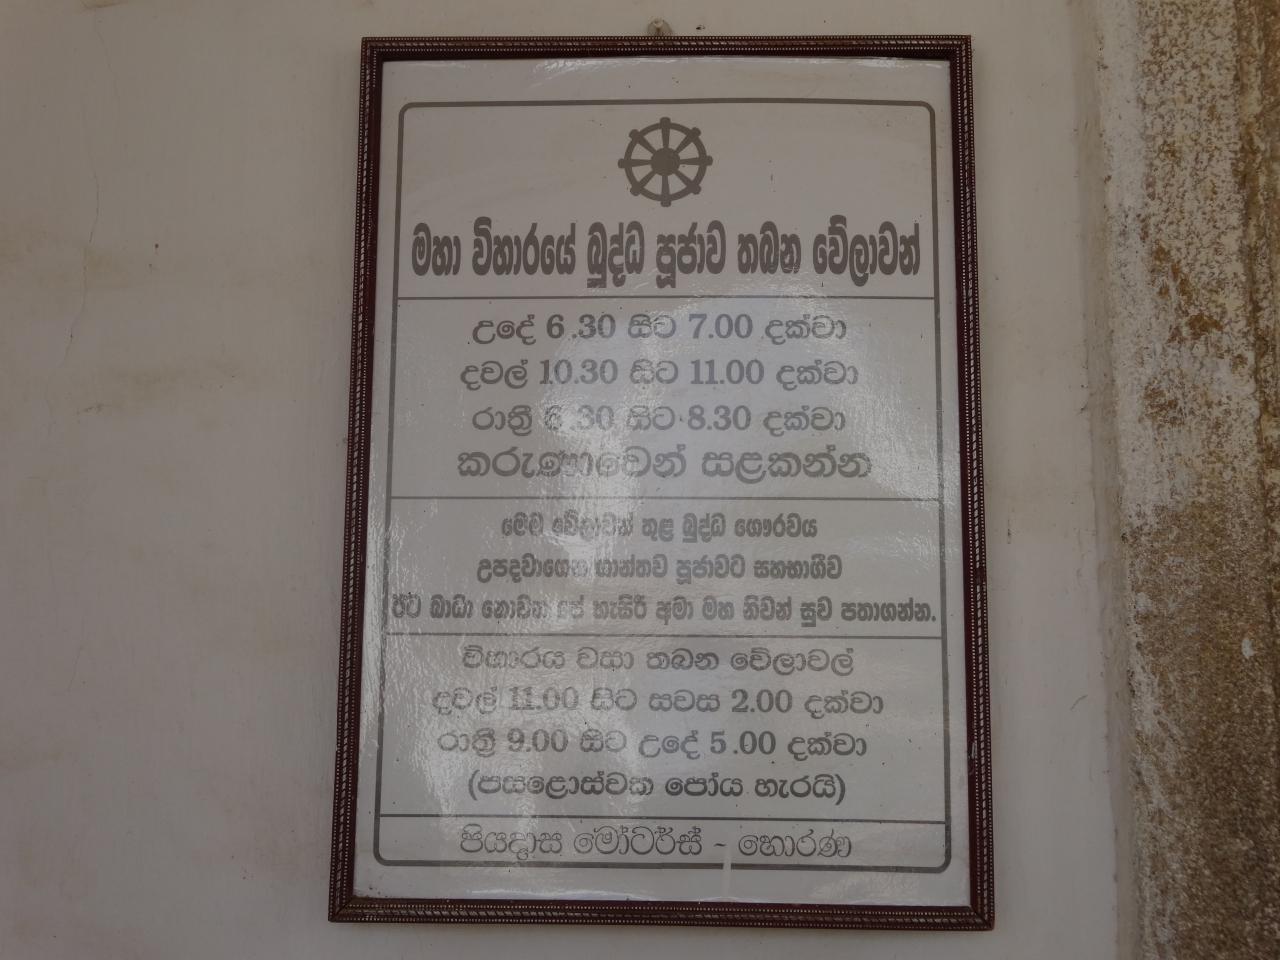 මහා විහාරයේ බුද්ධ පූජාව තබන වේලාවන්
උදේ 6 .30 සිට 7.00 දක්වා
දවල් 10.30 සිට 11.00 දක්වා
රාත්‍රී 6.30 සිට 8.30 දක්වා
කරුණාවෙන් සළකන්න
මෙම වේලාවන් තුළ බුද්ධ ගෞරවය
උපදවාගෙන ශාන්තව පූජාවට සහභාගීව
ඊට බාධා නොවන සේ හැසිරී අමා මහ නිවන් සුව පතාගන්න.
විහාරය වසා තබන වේලාවල්
දවල් 11.00 සිට සවස 2.00 දක්වා
රාත්‍රී 9.00 සිට උදේ 5.00 දක්වා
(පසළොස්වක පෝය හැරයි)
පියදාස මෝටර්ස් - හොරණ